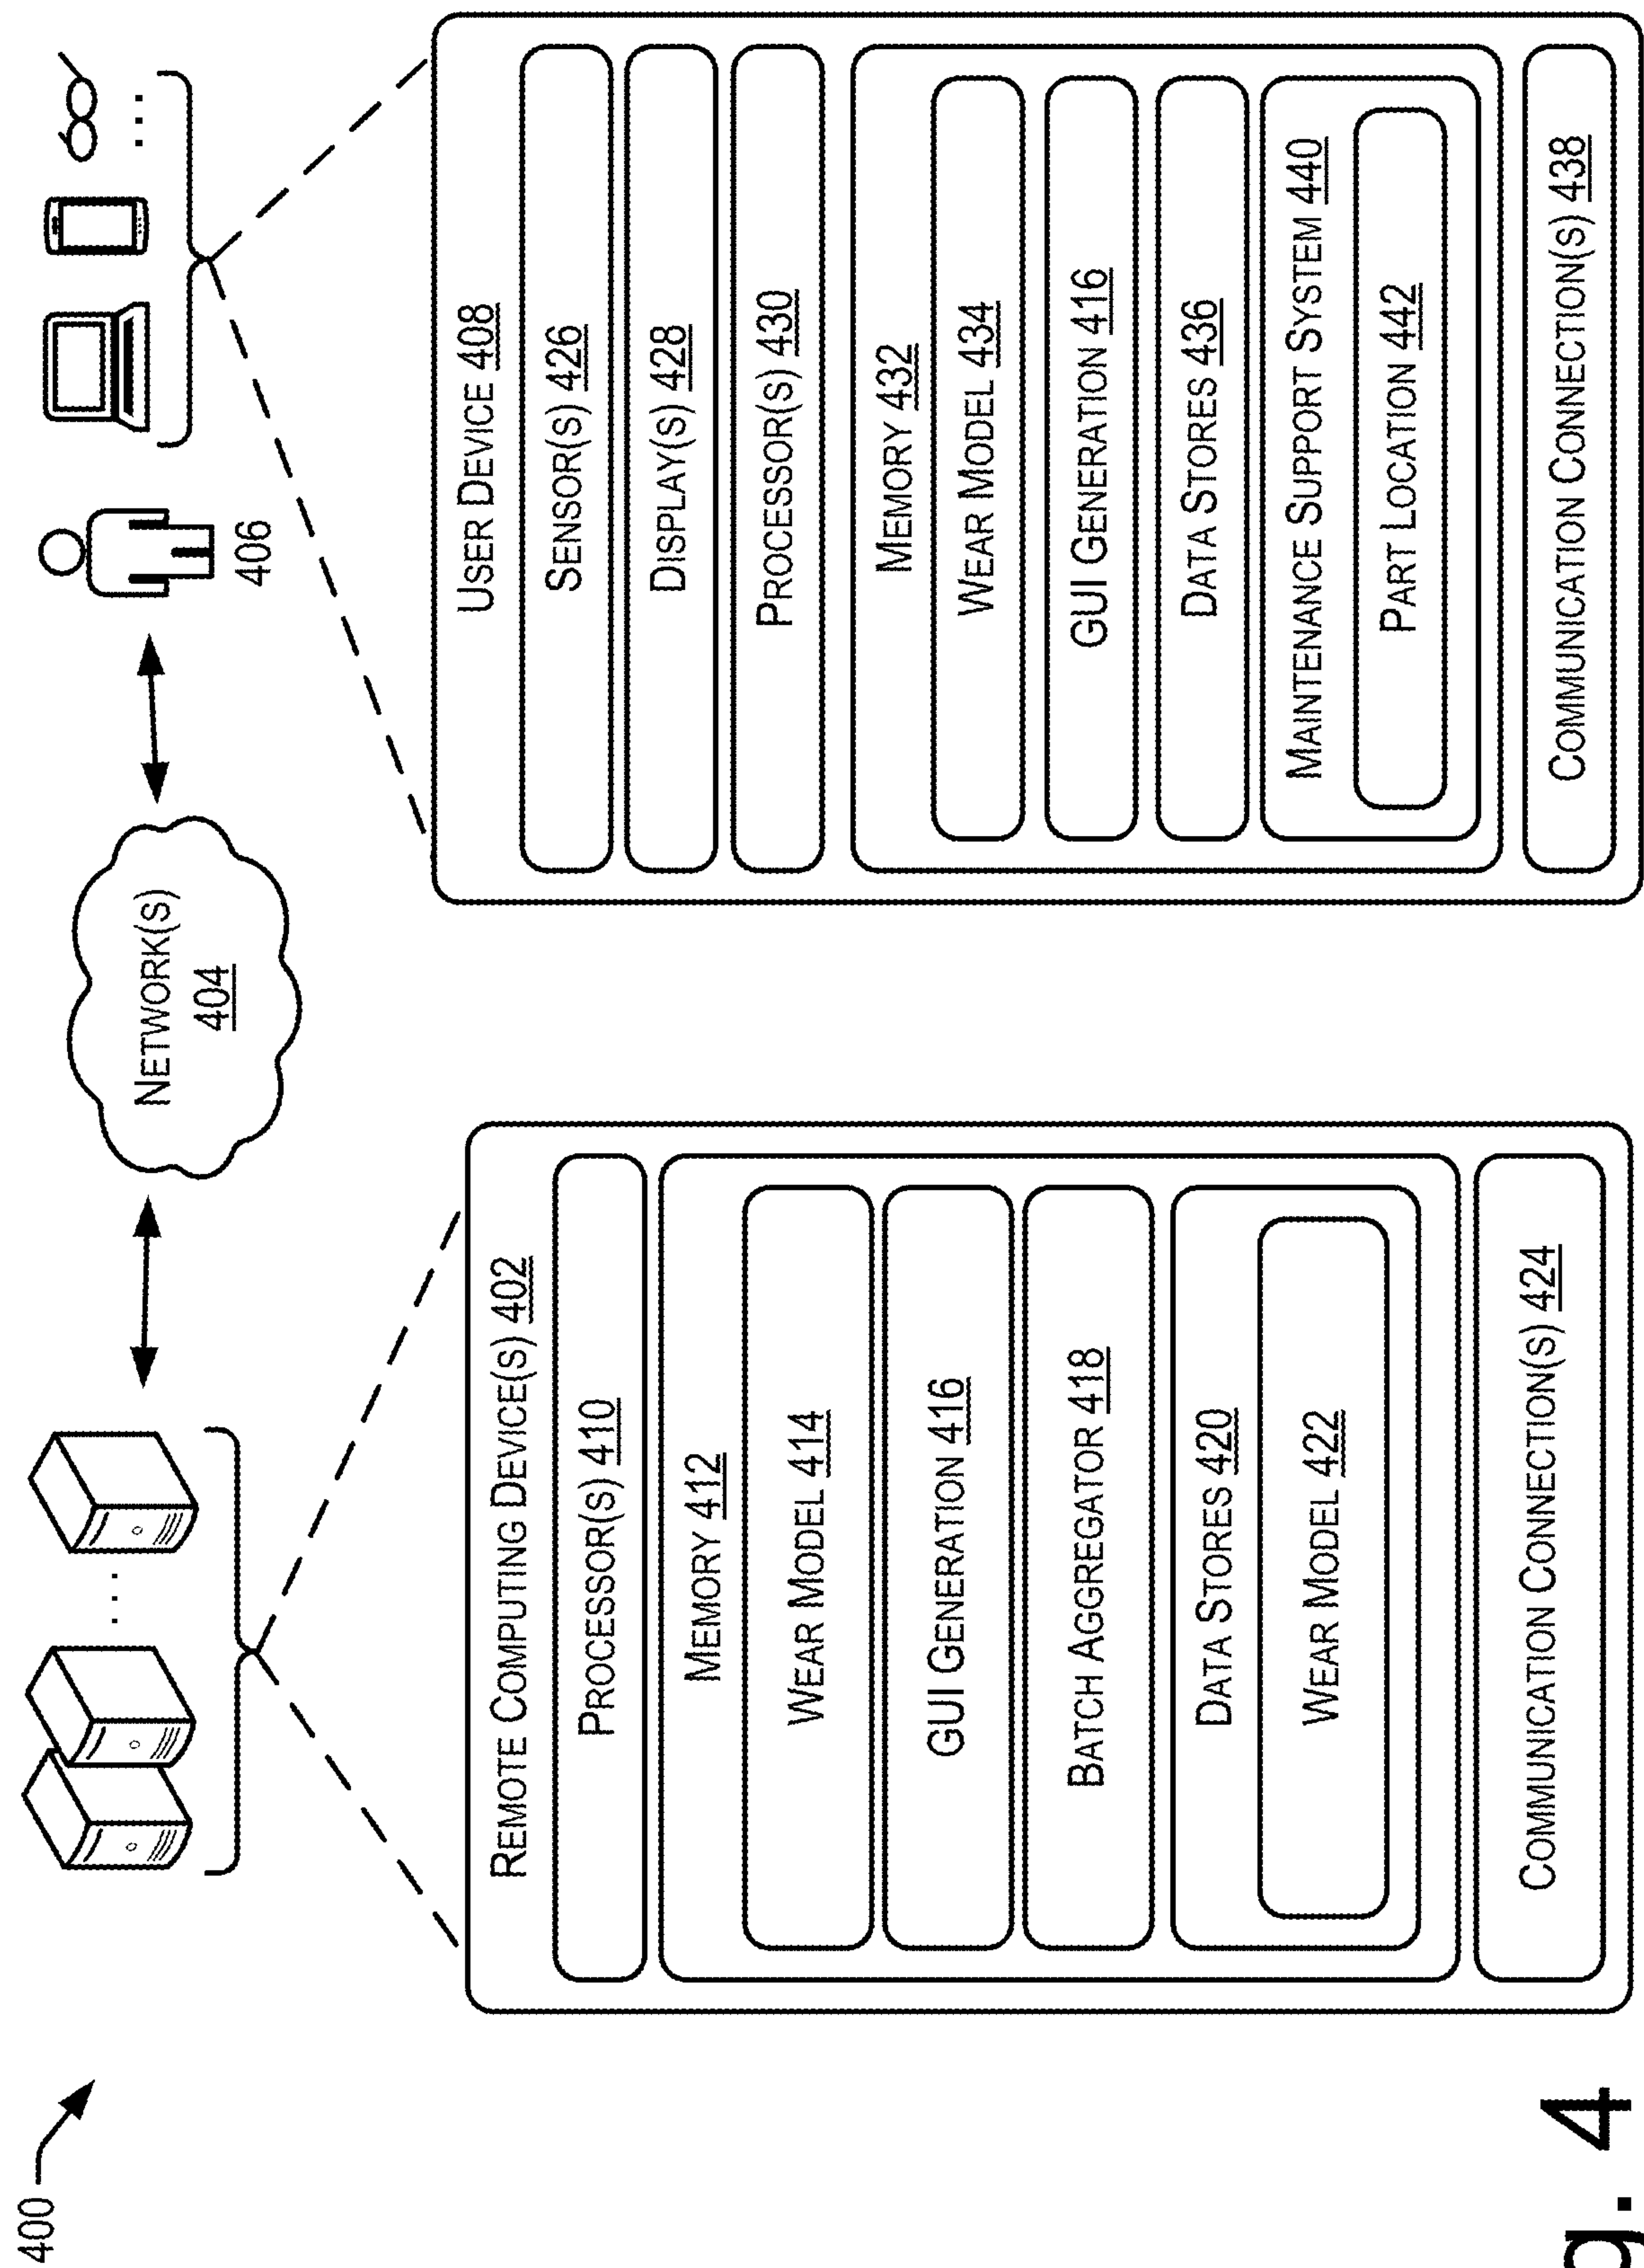 400
NETWORK(S)
404
406
REMOTE COMPUTING DEVICE(S) 402
PROCESSOR(S) 410
MEMORY 412
WEAR MODEL 414
GUI GENERATION 416
BATCH AGGREGATOR 418
DATA STORES 420
WEAR MODEL 422
COMMUNICATION CONNECTION(S) 424
USER DEVICE 408
SENSOR(S) 426
DISPLAY(S) 428
PROCESSOR(S) 430
MEMORY 432
WEAR MODEL 434
GUI GENERATION 416
DATA STORES 436
MAINTENANCE SUPPORT SYSTEM 440
PART LOCATION 442
COMMUNICATION CONNECTION(S) 438
g. 4